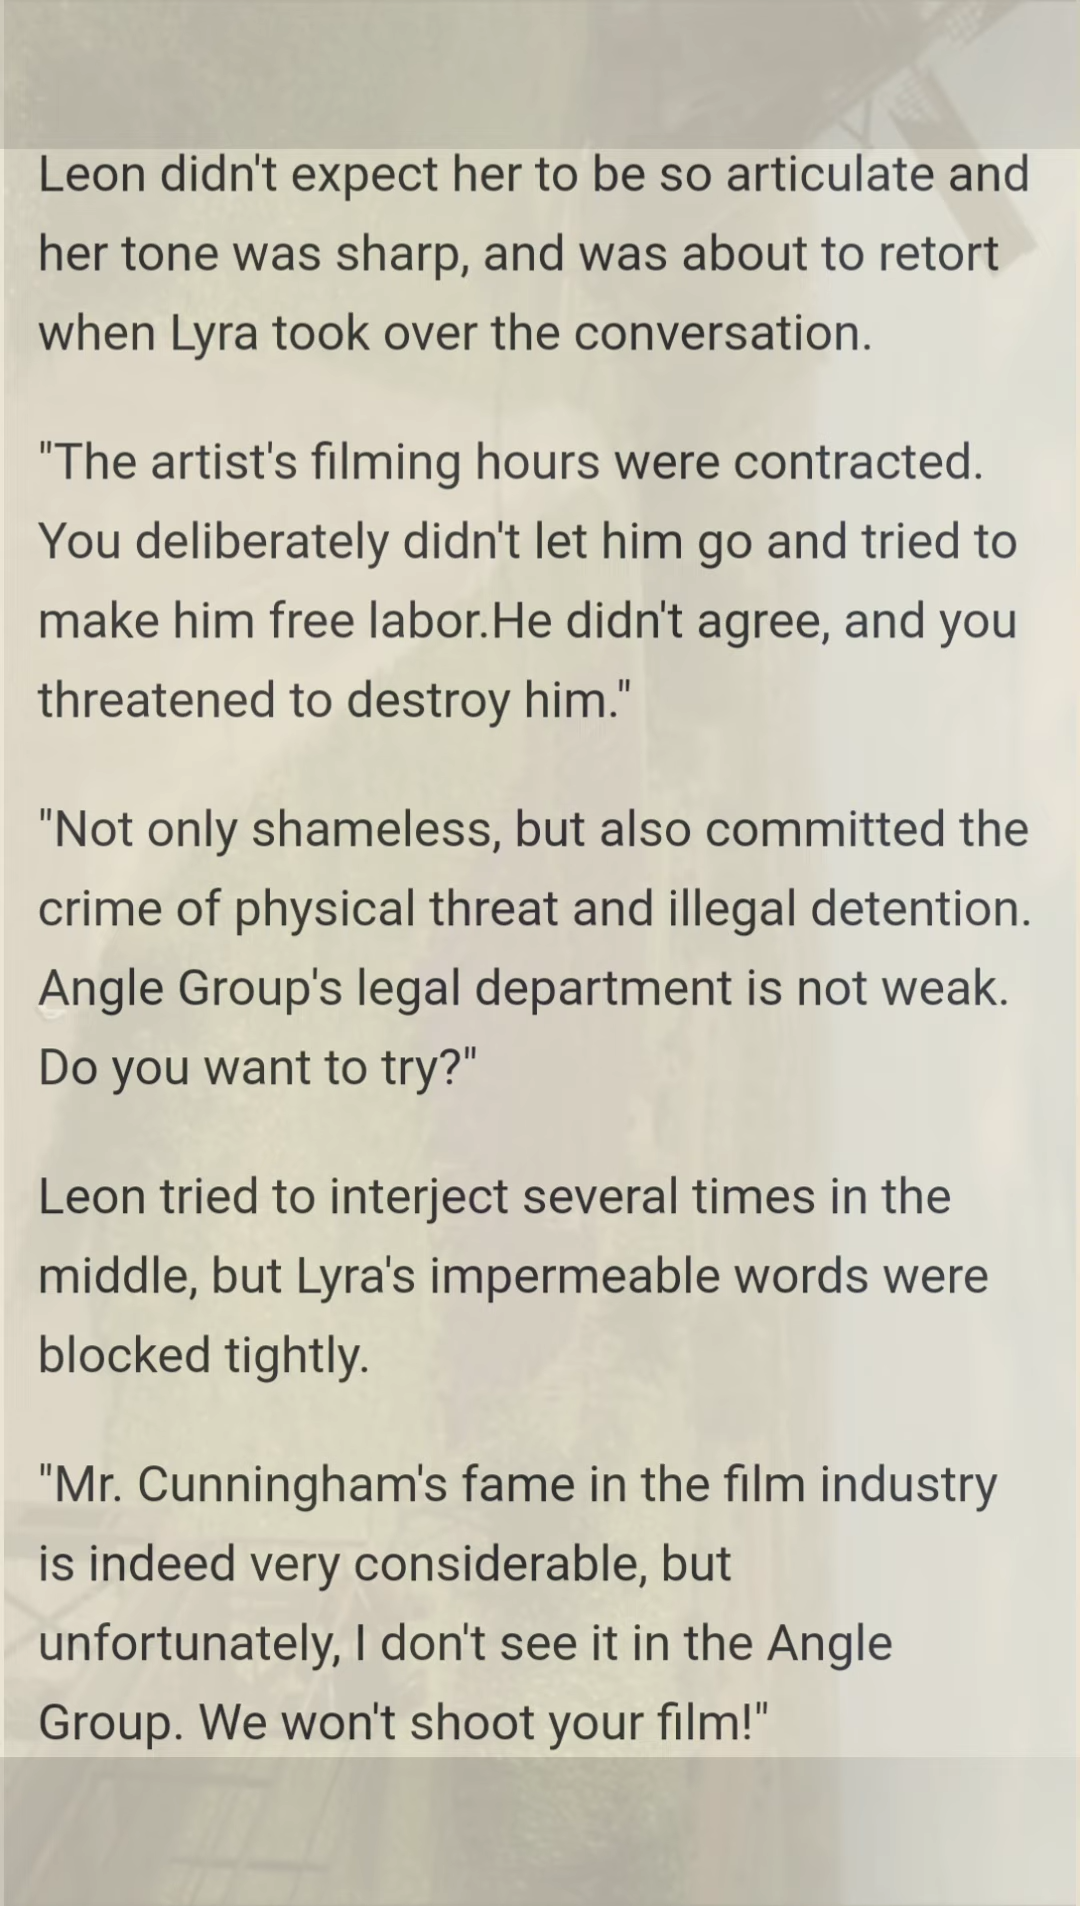 Leon didn't expect her to be so articulate and
her tone was sharp, and was about to retort
when Lyra took over the conversation.
"The artist's filming hours were contracted.
You deliberately didn't let him go and tried to
make him free labor.He didn't agree, and you
threatened to destroy him."
"Not only shameless, but also committed the
crime of physical threat and illegal detention.
Angle Group's legal department is not weak.
Do you want to try?"
Leon tried to interject several times in the
middle, but Lyra's impermeable words were
blocked tightly.
"Mr. Cunningham's fame in the film industry
is indeed very considerable, but
unfortunately, I don't see it in the Angle
Group. We won't shoot your film!"